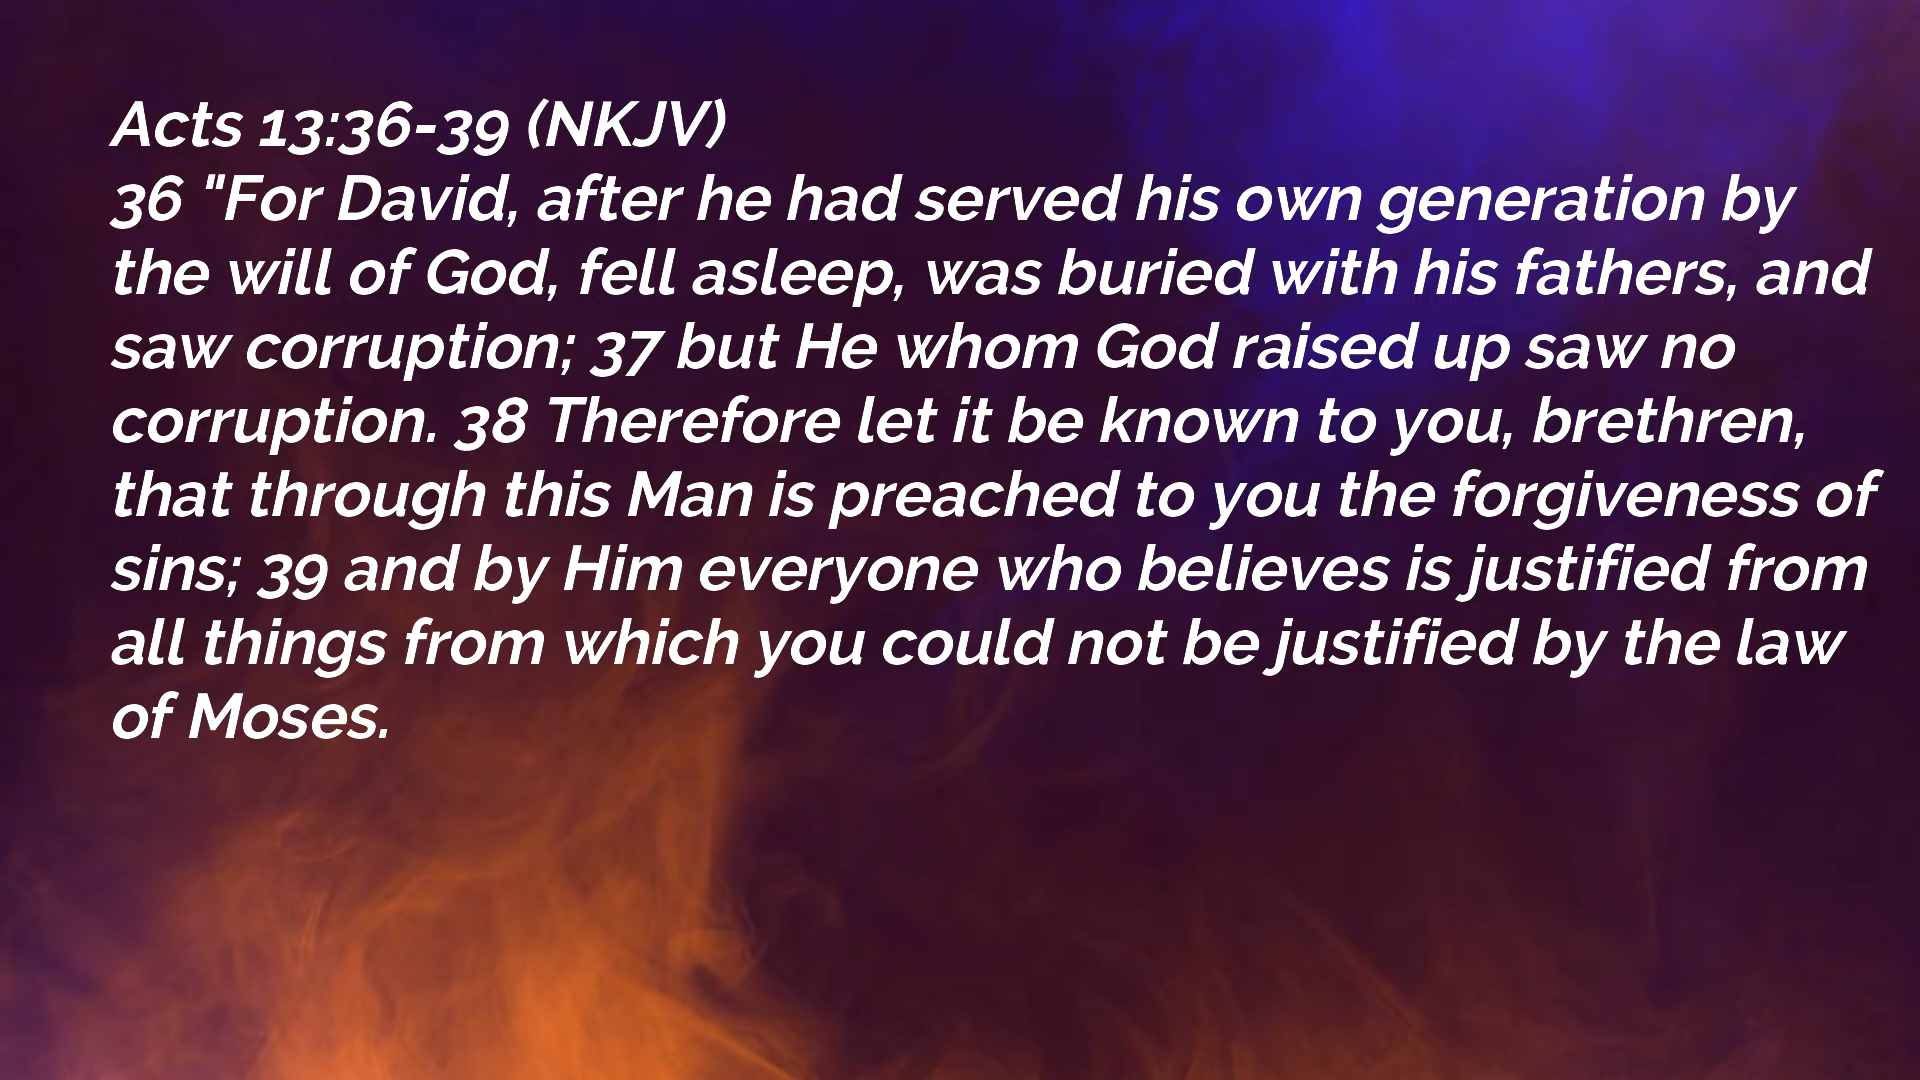 Acts 13:36-39 (NKJV)
36 "For David, after he had served his own generation by
the will of God, fell asleep, was buried with his fathers, and
saw corruption; 37 but He whom God raised up saw no
corruption. 38 Therefore let it be known to you, brethren,
that through this Man is preached to you the forgiveness of
sins; 39 and by Him everyone who believes is justified from
all things from which you could not be justified by the law
of Moses.